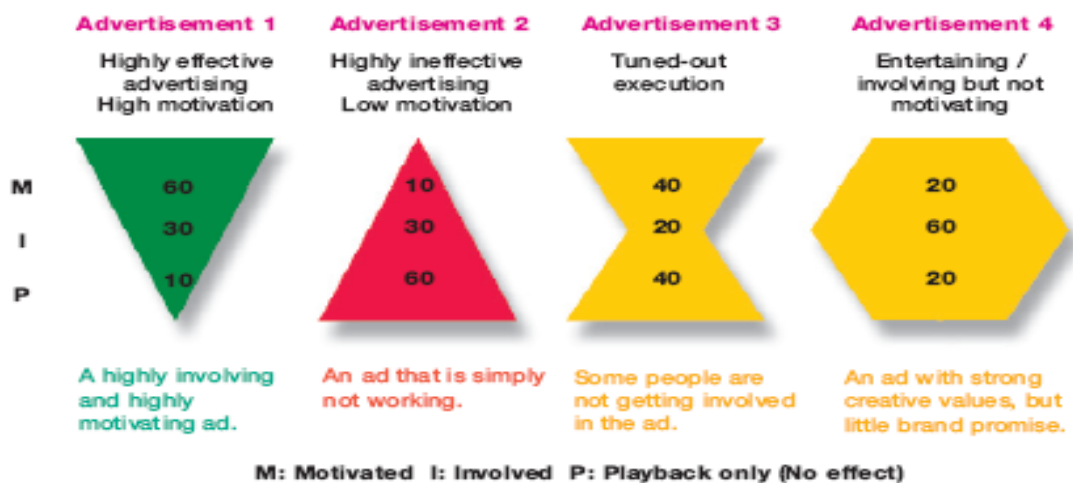 Advertisement 1
Highly effective
advertising
High motivation
Advertisement 2
Highly ineffective
advertising
Low motivation
Advertisement 3
Tuned-out
execution
Advertisement 4
Entertaining /
involving but not
motivating
M
I
P
60
30
10
10
30
60
40
20
40
20
60
20
A highly involving
and highly
motivating ad.
An ad that is simply
not working.
Some people are
not getting involved
in the ad.
An ad with strong
creative values, but
little brand promise.
M: Motivated I: Involved P: Playback only (No effect)